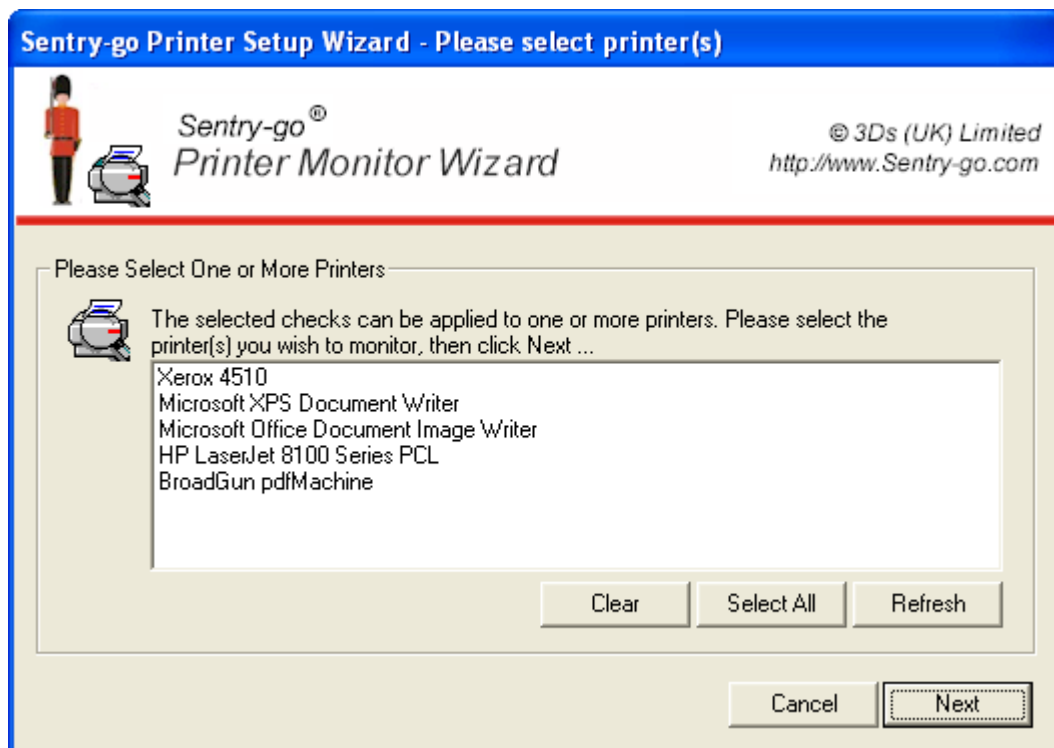 Sentry-go Printer Setup Wizard - Please select printer(s)
Sentry-go®
Printer Monitor Wizard
© 3Ds (UK) Limited
http://www.Sentry-go.com
Please Select One or More Printers
The selected checks can be applied to one or more printers. Please select the
printer(s) you wish to monitor, then click Next ...
Xerox 4510
Microsoft XPS Document Writer
Microsoft Office Document Image Writer
HP LaserJet 8100 Series PCL
BroadGun pdfMachine
Clear
Select All
Refresh
Cancel
Next